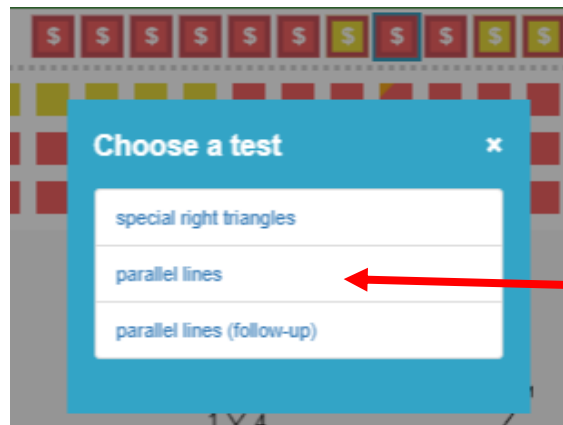 $ $ $ $ $ $ $ $ $ $ $
Choose a test ×
special right triangles
parallel lines
parallel lines (follow-up)